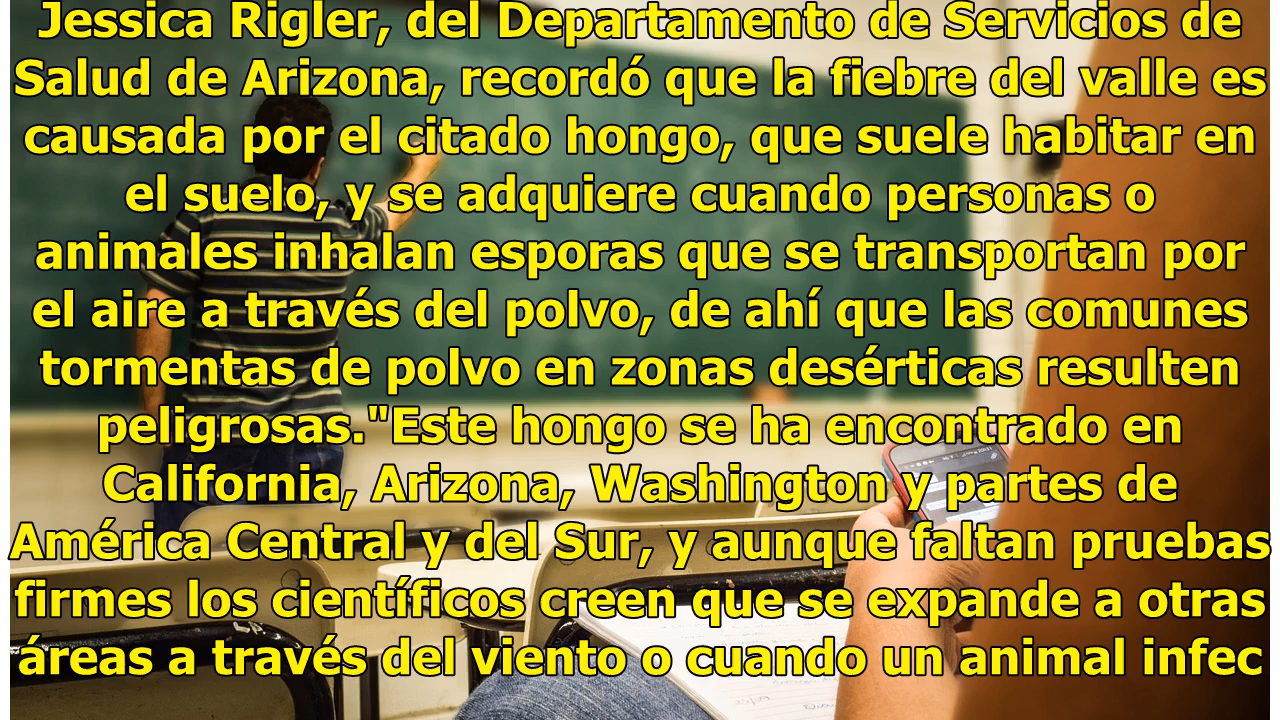 Jessica Rigler, del Departamento de Servicios de
Salud de Arizona, recordó que la fiebre del valle es
causada por el citado hongo, que suele habitar en
el suelo, y se adquiere cuando personas o
animales inhalan esporas que se transportan por
el aire a través del polvo, de ahí que las comunes
tormentas de polvo en zonas desérticas resulten
peligrosas."Este hongo se ha encontrado en
California, Arizona, Washington y partes de
América Central y del Sur, y aunque faltan pruebas
firmes los científicos creen que se expande a otras
áreas a través del viento o cuando un animal infec